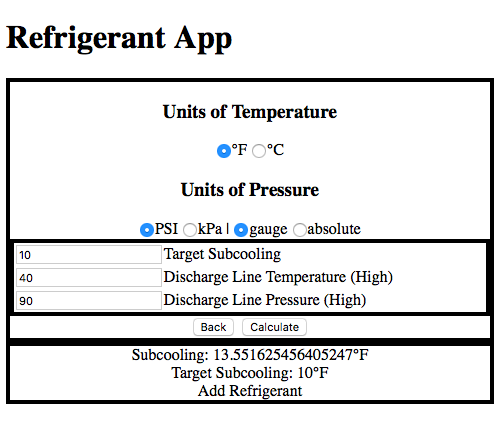 Refrigerant App
Units of Temperature
°F °C
Units of Pressure
PSI kPa | gauge absolute
10 Target Subcooling
40 Discharge Line Temperature (High)
90 Discharge Line Pressure (High)
Back Calculate
Subcooling: 13.551625456405247°F
Target Subcooling: 10°F
Add Refrigerant